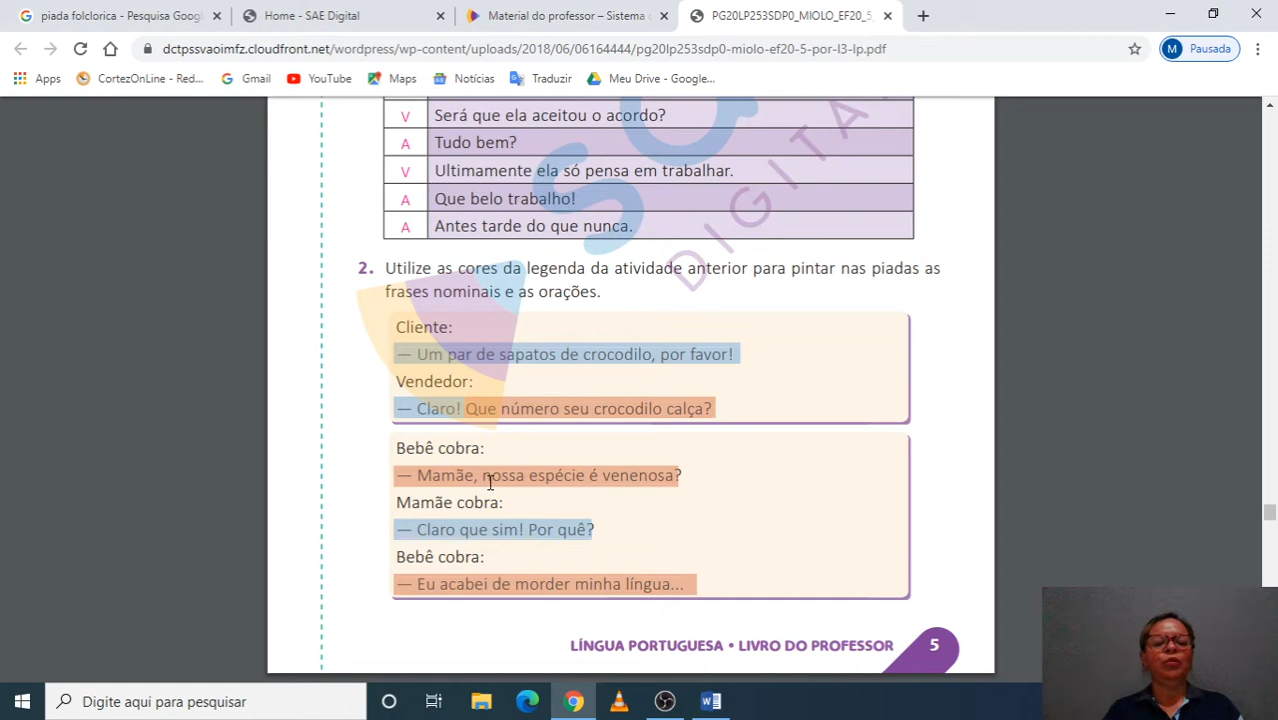 piada folclorica - Pesquisa Goog
Home - SAE Digital
Material do professor – Sistema
PG20LP253SDP0_MIOLO_EF20_5_
dctpssvaoimfz.cloudfront.net/wordpress/wp-content/uploads/2018/06/06164444/pg20lp253sdp0-miolo-ef20-5-por-l3-lp.pdf
M Pausada
Apps
CortezOnLine - Red...
Gmail
YouTube
Maps
Notícias
Traduzir
Meu Drive - Google...
V Será que ela aceitou o acordo?
A Tudo bem?
V Ultimamente ela só pensa em trabalhar.
A Que belo trabalho!
A Antes tarde do que nunca.
DIGITA
2. Utilize as cores da legenda da atividade anterior para pintar nas piadas as
frases nominais e as orações.
Cliente:
— Um par de sapatos de crocodilo, por favor!
Vendedor:
— Claro! Que número seu crocodilo calça?
Bebê cobra:
— Mamãe, nossa espécie é venenosa?
Mamãe cobra:
— Claro que sim! Por quê?
Bebê cobra:
— Eu acabei de morder minha língua...
LÍNGUA PORTUGUESA • LIVRO DO PROFESSOR 5
Digite aqui para pesquisar